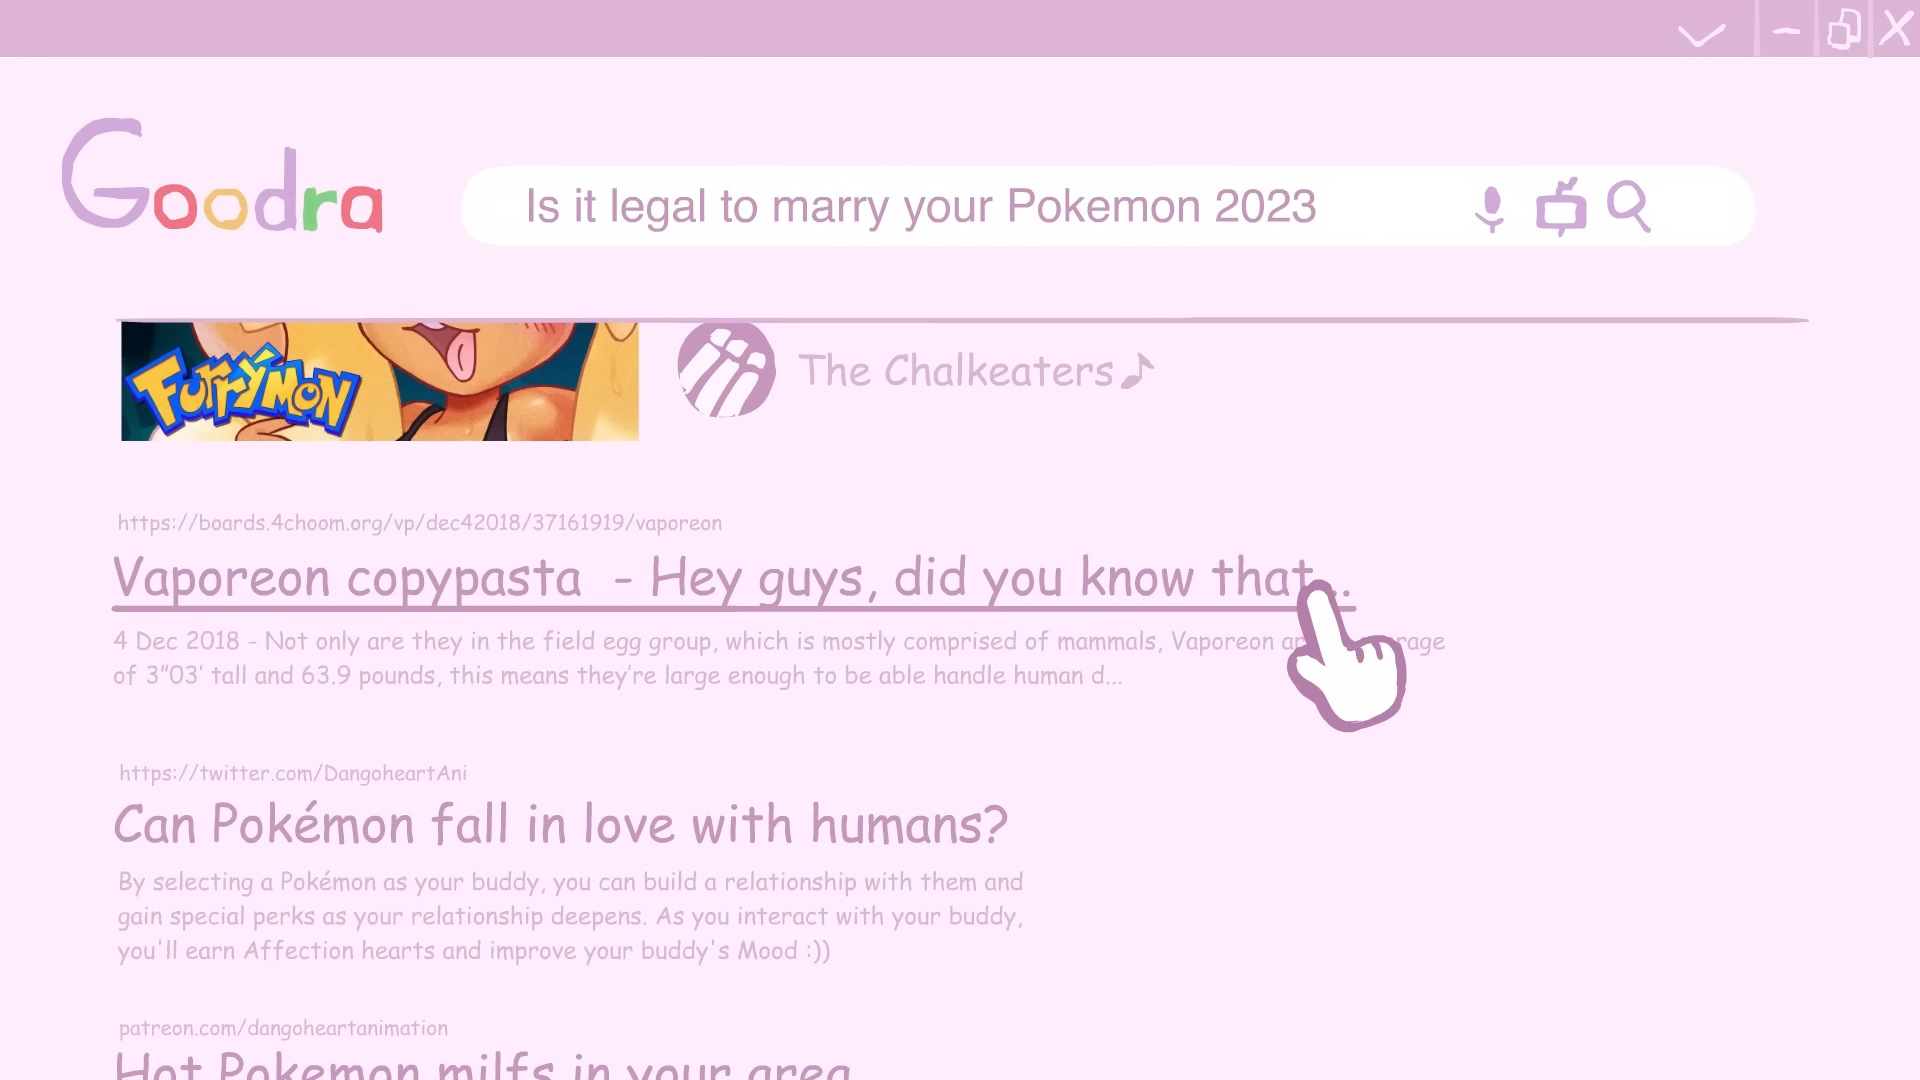 Goodra
Is it legal to marry your Pokemon 2023
FurryMon
The Chalkeaters
https://boards.4choom.org/vp/dec42018/37161919/vaporeon
Vaporeon copypasta - Hey guys, did you know that...
4 Dec 2018 - Not only are they in the field egg group, which is mostly comprised of mammals, Vaporeon ar rage
of 3"03' tall and 63.9 pounds, this means they're large enough to be able handle human d...
https://twitter.com/DangoheartAni
Can Pokémon fall in love with humans?
By selecting a Pokémon as your buddy, you can build a relationship with them and
gain special perks as your relationship deepens. As you interact with your buddy,
you'll earn Affection hearts and improve your buddy's Mood :))
patreon.com/dangoheartanimation
Hot Pokemon milfs in your area